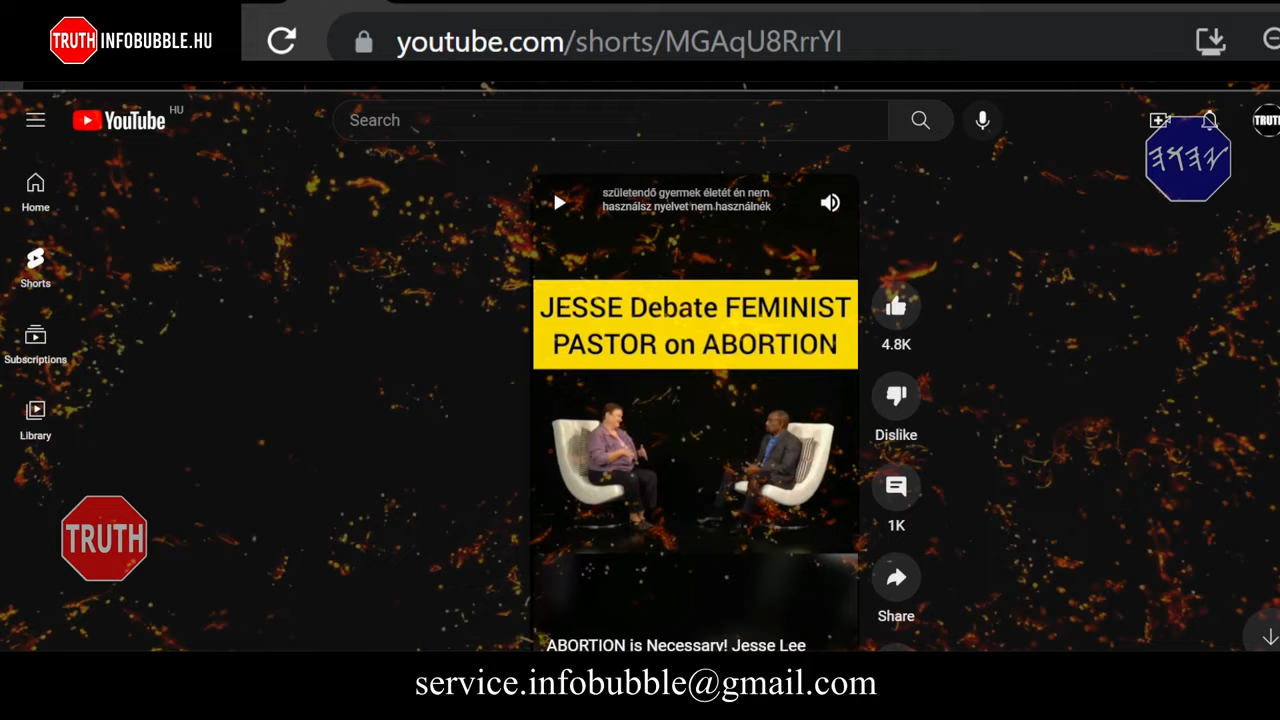 TRUTH INFOBUBBLE.HU
youtube.com/shorts/MGAqU8RrrYI
YouTube HU
Search
TRUTH
Home
Shorts
Subscriptions
Library
születendő gyermek életét én nem
használsz nyelvet nem használnék
JESSE Debate FEMINIST
PASTOR on ABORTION
4.8K
Dislike
1K
Share
TRUTH
ABORTION is Necessary! Jesse Lee
service.infobubble@gmail.com